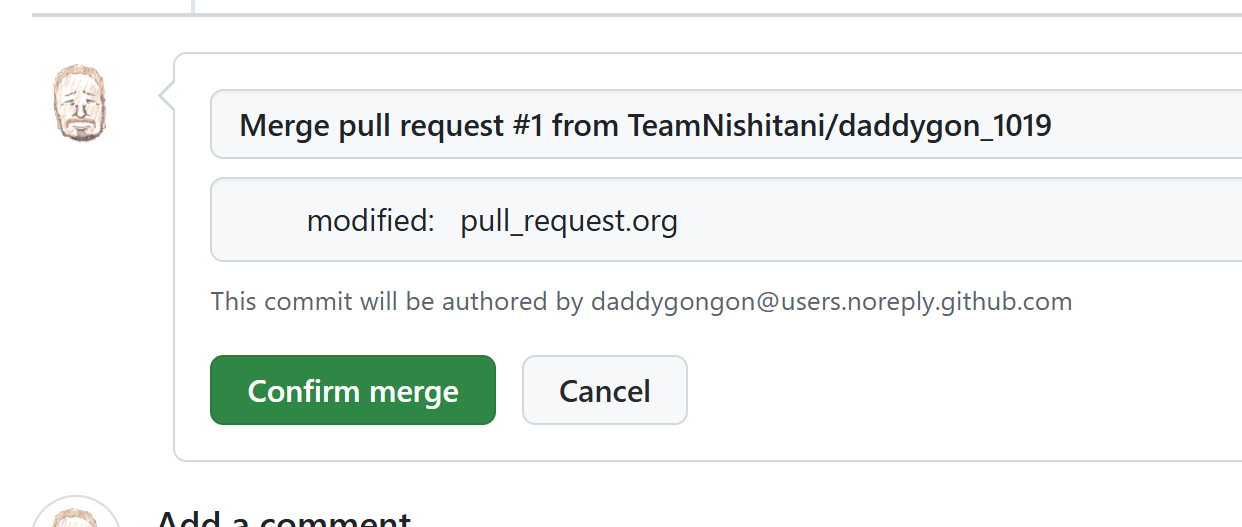 Merge pull request #1 from TeamNishitani/daddygon_1019
modified: pull_request.org
This commit will be authored by daddygongon@users.noreply.github.com
Confirm merge Cancel
Add a comment